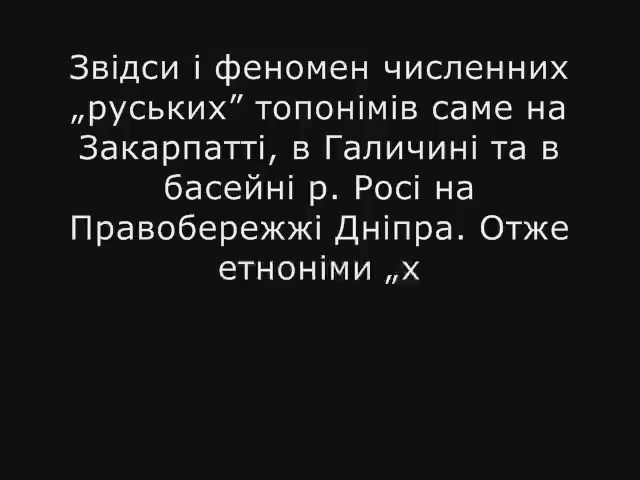 Звідси і феномен численних
„руських” топонімів саме на
Закарпатті, в Галичині та в
басейні р. Росі на
Правобережжі Дніпра. Отже
етноніми „х